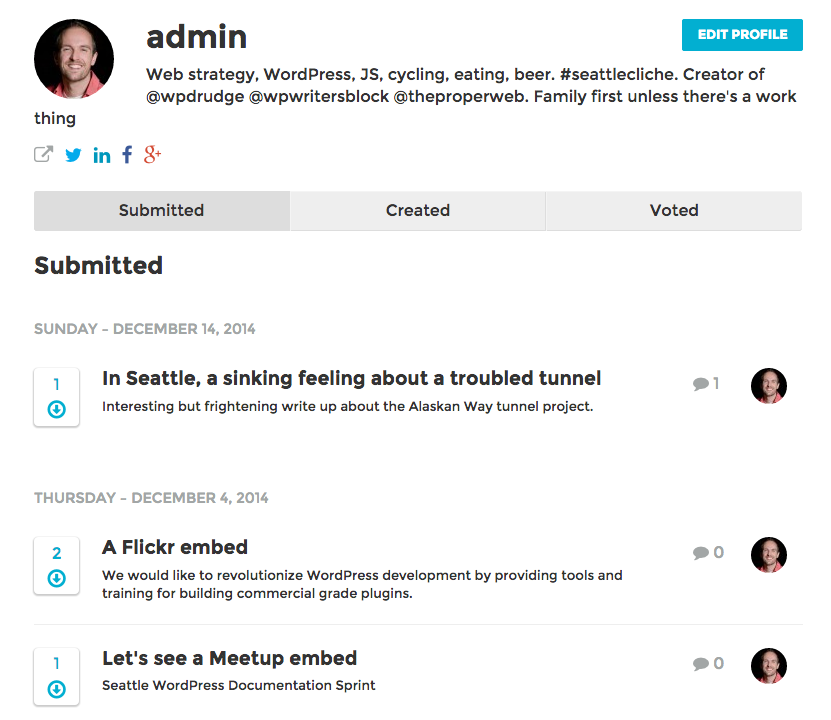 admin
EDIT PROFILE
Web strategy, WordPress, JS, cycling, eating, beer. #seattlecliche. Creator of
@wpdrudge @wpwritersblock @theproperweb. Family first unless there's a work
thing
Submitted
Created
Voted
Submitted
SUNDAY - DECEMBER 14, 2014
1
In Seattle, a sinking feeling about a troubled tunnel
Interesting but frightening write up about the Alaskan Way tunnel project.
1
THURSDAY - DECEMBER 4, 2014
2
A Flickr embed
We would like to revolutionize WordPress development by providing tools and
training for building commercial grade plugins.
0
1
Let's see a Meetup embed
Seattle WordPress Documentation Sprint
0